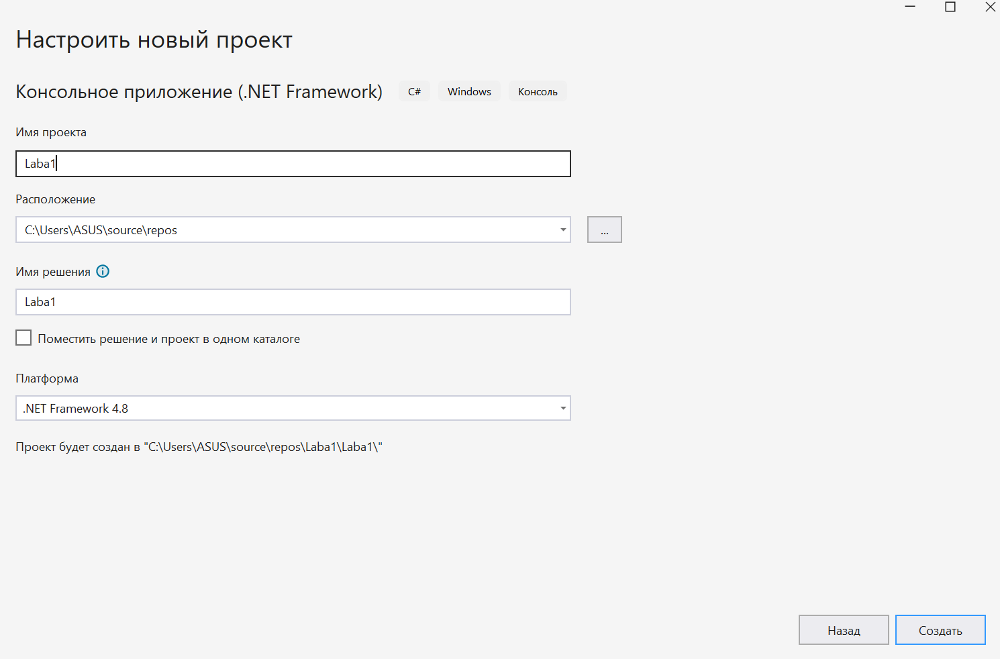 Настроить новый проект
Консольное приложение (.NET Framework) C# Windows Консоль
Имя проекта
Laba1
Расположение
C:\Users\ASUS\source\repos
...
Имя решения
Laba1
Поместить решение и проект в одном каталоге
Платформа
.NET Framework 4.8
Проект будет создан в "C:\Users\ASUS\source\repos\Laba1\Laba1\"
Назад Создать